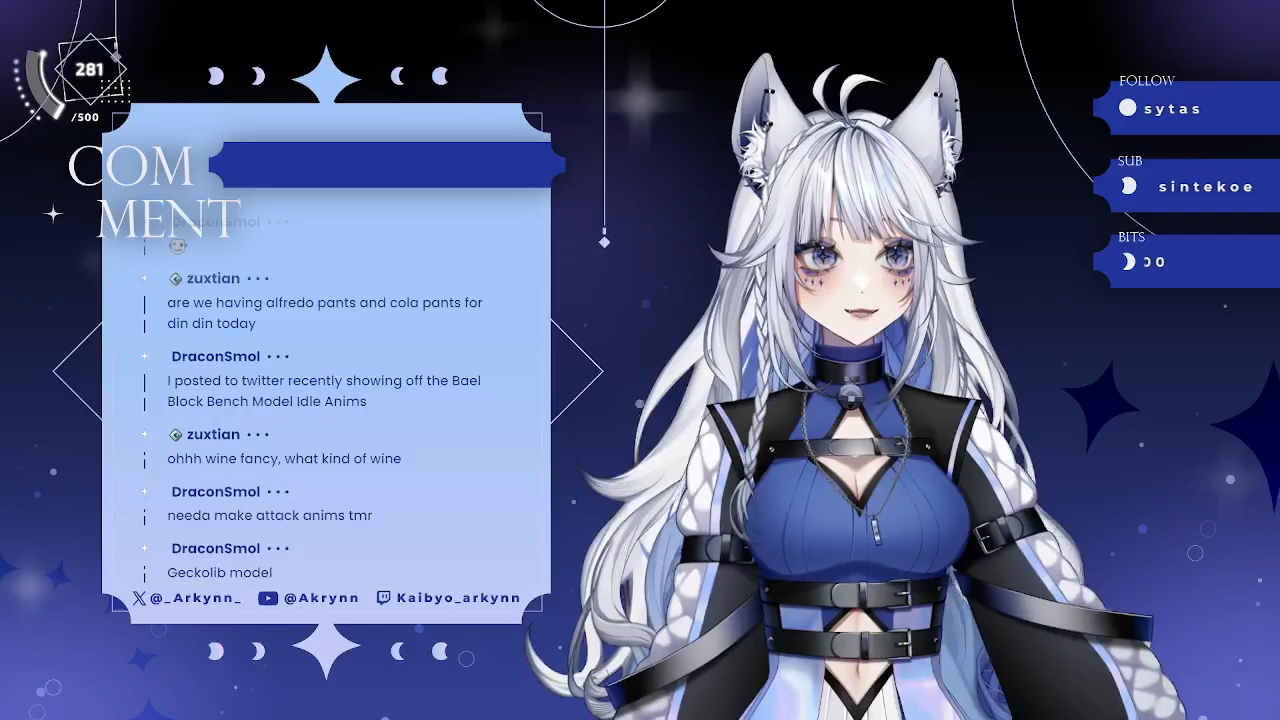 281
/500
COM
MENT
DraconSmol
zuxtian
are we having alfredo pants and cola pants for
din din today
DraconSmol
I posted to twitter recently showing off the Bael
Block Bench Model Idle Anims
zuxtian
ohhh wine fancy, what kind of wine
DraconSmol
needa make attack anims tmr
DraconSmol
Geckolib model
@_Arkynn_ @Akrynn Kaibyo_arkynn
FOLLOW
sytas
SUB
sintekoe
BITS
00